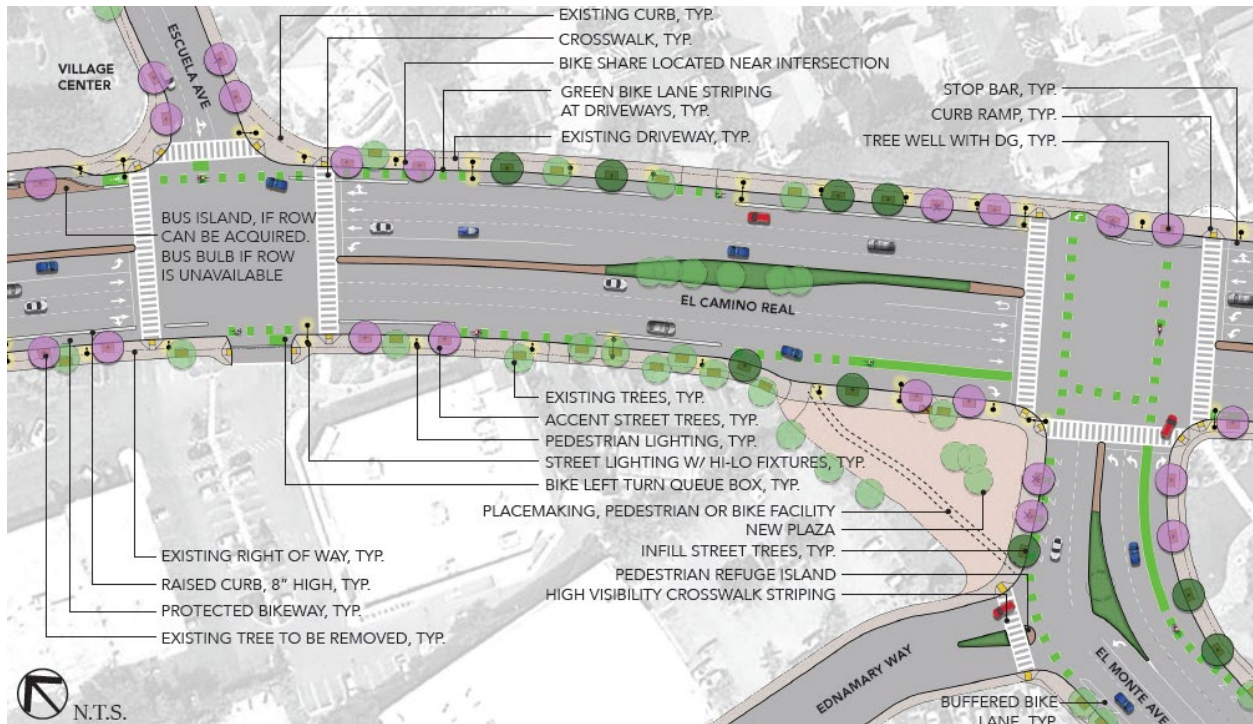 EXISTING CURB, TYP.
CROSSWALK, TYP.
BIKE SHARE LOCATED NEAR INTERSECTION
GREEN BIKE LANE STRIPING
AT DRIVEWAYS, TYP.
EXISTING DRIVEWAY, TYP.
STOP BAR, TYP.
CURB RAMP, TYP.
TREE WELL WITH DG, TYP.
VILLAGE
CENTER
ESCUELA AVE
BUS ISLAND, IF ROW
CAN BE ACQUIRED.
BUS BULB IF ROW
IS UNAVAILABLE
EL CAMINO REAL
EXISTING TREES, TYP.
ACCENT STREET TREES, TYP.
PEDESTRIAN LIGHTING, TYP.
STREET LIGHTING W/ HI-LO FIXTURES, TYP.
BIKE LEFT TURN QUEUE BOX, TYP.
PLACEMAKING, PEDESTRIAN OR BIKE FACILITY
NEW PLAZA
INFILL STREET TREES, TYP.
PEDESTRIAN REFUGE ISLAND
HIGH VISIBILITY CROSSWALK STRIPING
EXISTING RIGHT OF WAY, TYP.
RAISED CURB, 8" HIGH, TYP.
PROTECTED BIKEWAY, TYP.
EXISTING TREE TO BE REMOVED, TYP.
N.T.S.
EDNAMARY WAY
EL MONTE AVE
BUFFERED BIKE
LANE, TYP.